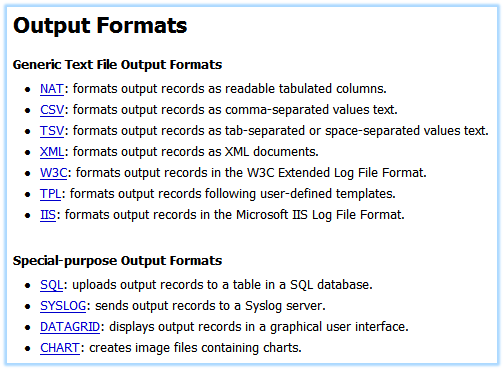 Output Formats
Generic Text File Output Formats
• NAT: formats output records as readable tabulated columns.
• CSV: formats output records as comma-separated values text.
• TSV: formats output records as tab-separated or space-separated values text.
• XML: formats output records as XML documents.
• W3C: formats output records in the W3C Extended Log File Format.
• TPL: formats output records following user-defined templates.
• IIS: formats output records in the Microsoft IIS Log File Format.
Special-purpose Output Formats
• SQL: uploads output records to a table in a SQL database.
• SYSLOG: sends output records to a Syslog server.
• DATAGRID: displays output records in a graphical user interface.
• CHART: creates image files containing charts.